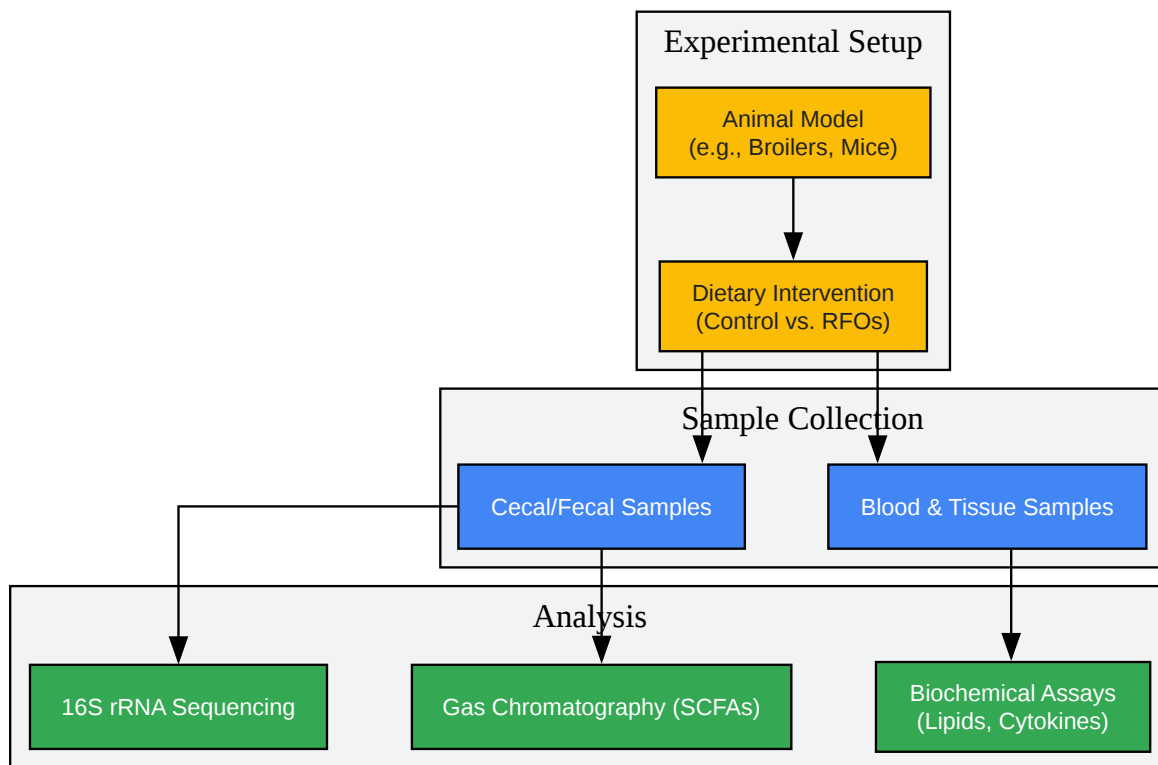 Experimental Setup
Animal Model
(e.g., Broilers, Mice)
Dietary Intervention
(Control vs. RFOs)
Sample Collection
Cecal/Fecal Samples
Blood & Tissue Samples
Analysis
16S rRNA Sequencing
Gas Chromatography (SCFAs)
Biochemical Assays
(Lipids, Cytokines)